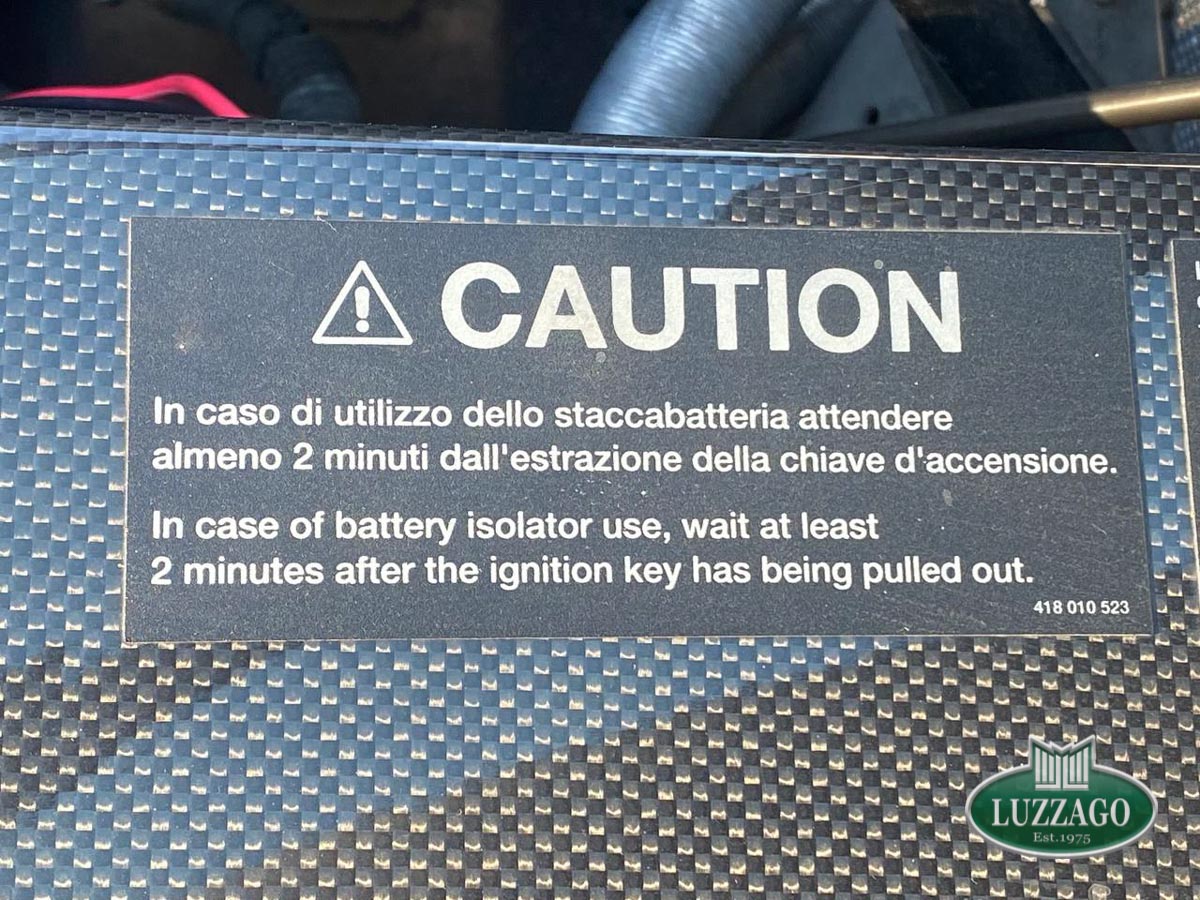 CAUTION
In caso di utilizzo dello staccabatteria attendere
almeno 2 minuti dall'estrazione della chiave d'accensione.
In case of battery isolator use, wait at least
2 minutes after the ignition key has being pulled out.
418 010 523
LUZZAGO
Est.1975